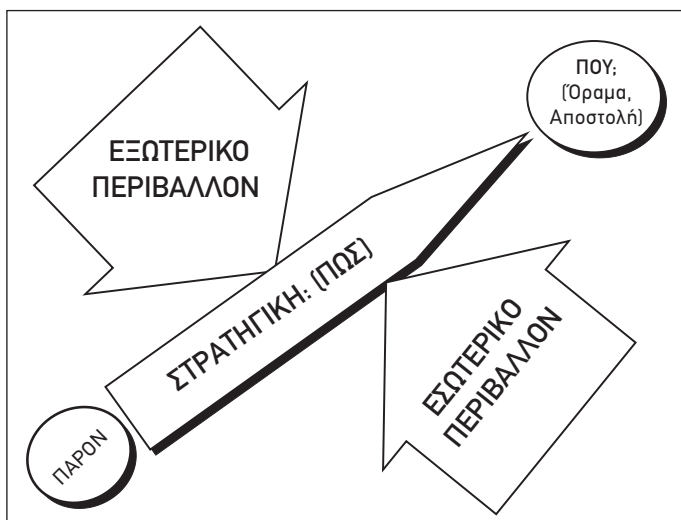 ΠΟΥ;
(Όραμα,
Αποστολή)
ΕΞΩΤΕΡΙΚΟ
ΠΕΡΙΒΑΛΛΟΝ
ΣΤΡΑΤΗΓΙΚΗ: (ΠΩΣ)
ΕΣΩΤΕΡΙΚΟ
ΠΕΡΙΒΑΛΛΟΝ
ΠΑΡΟΝ